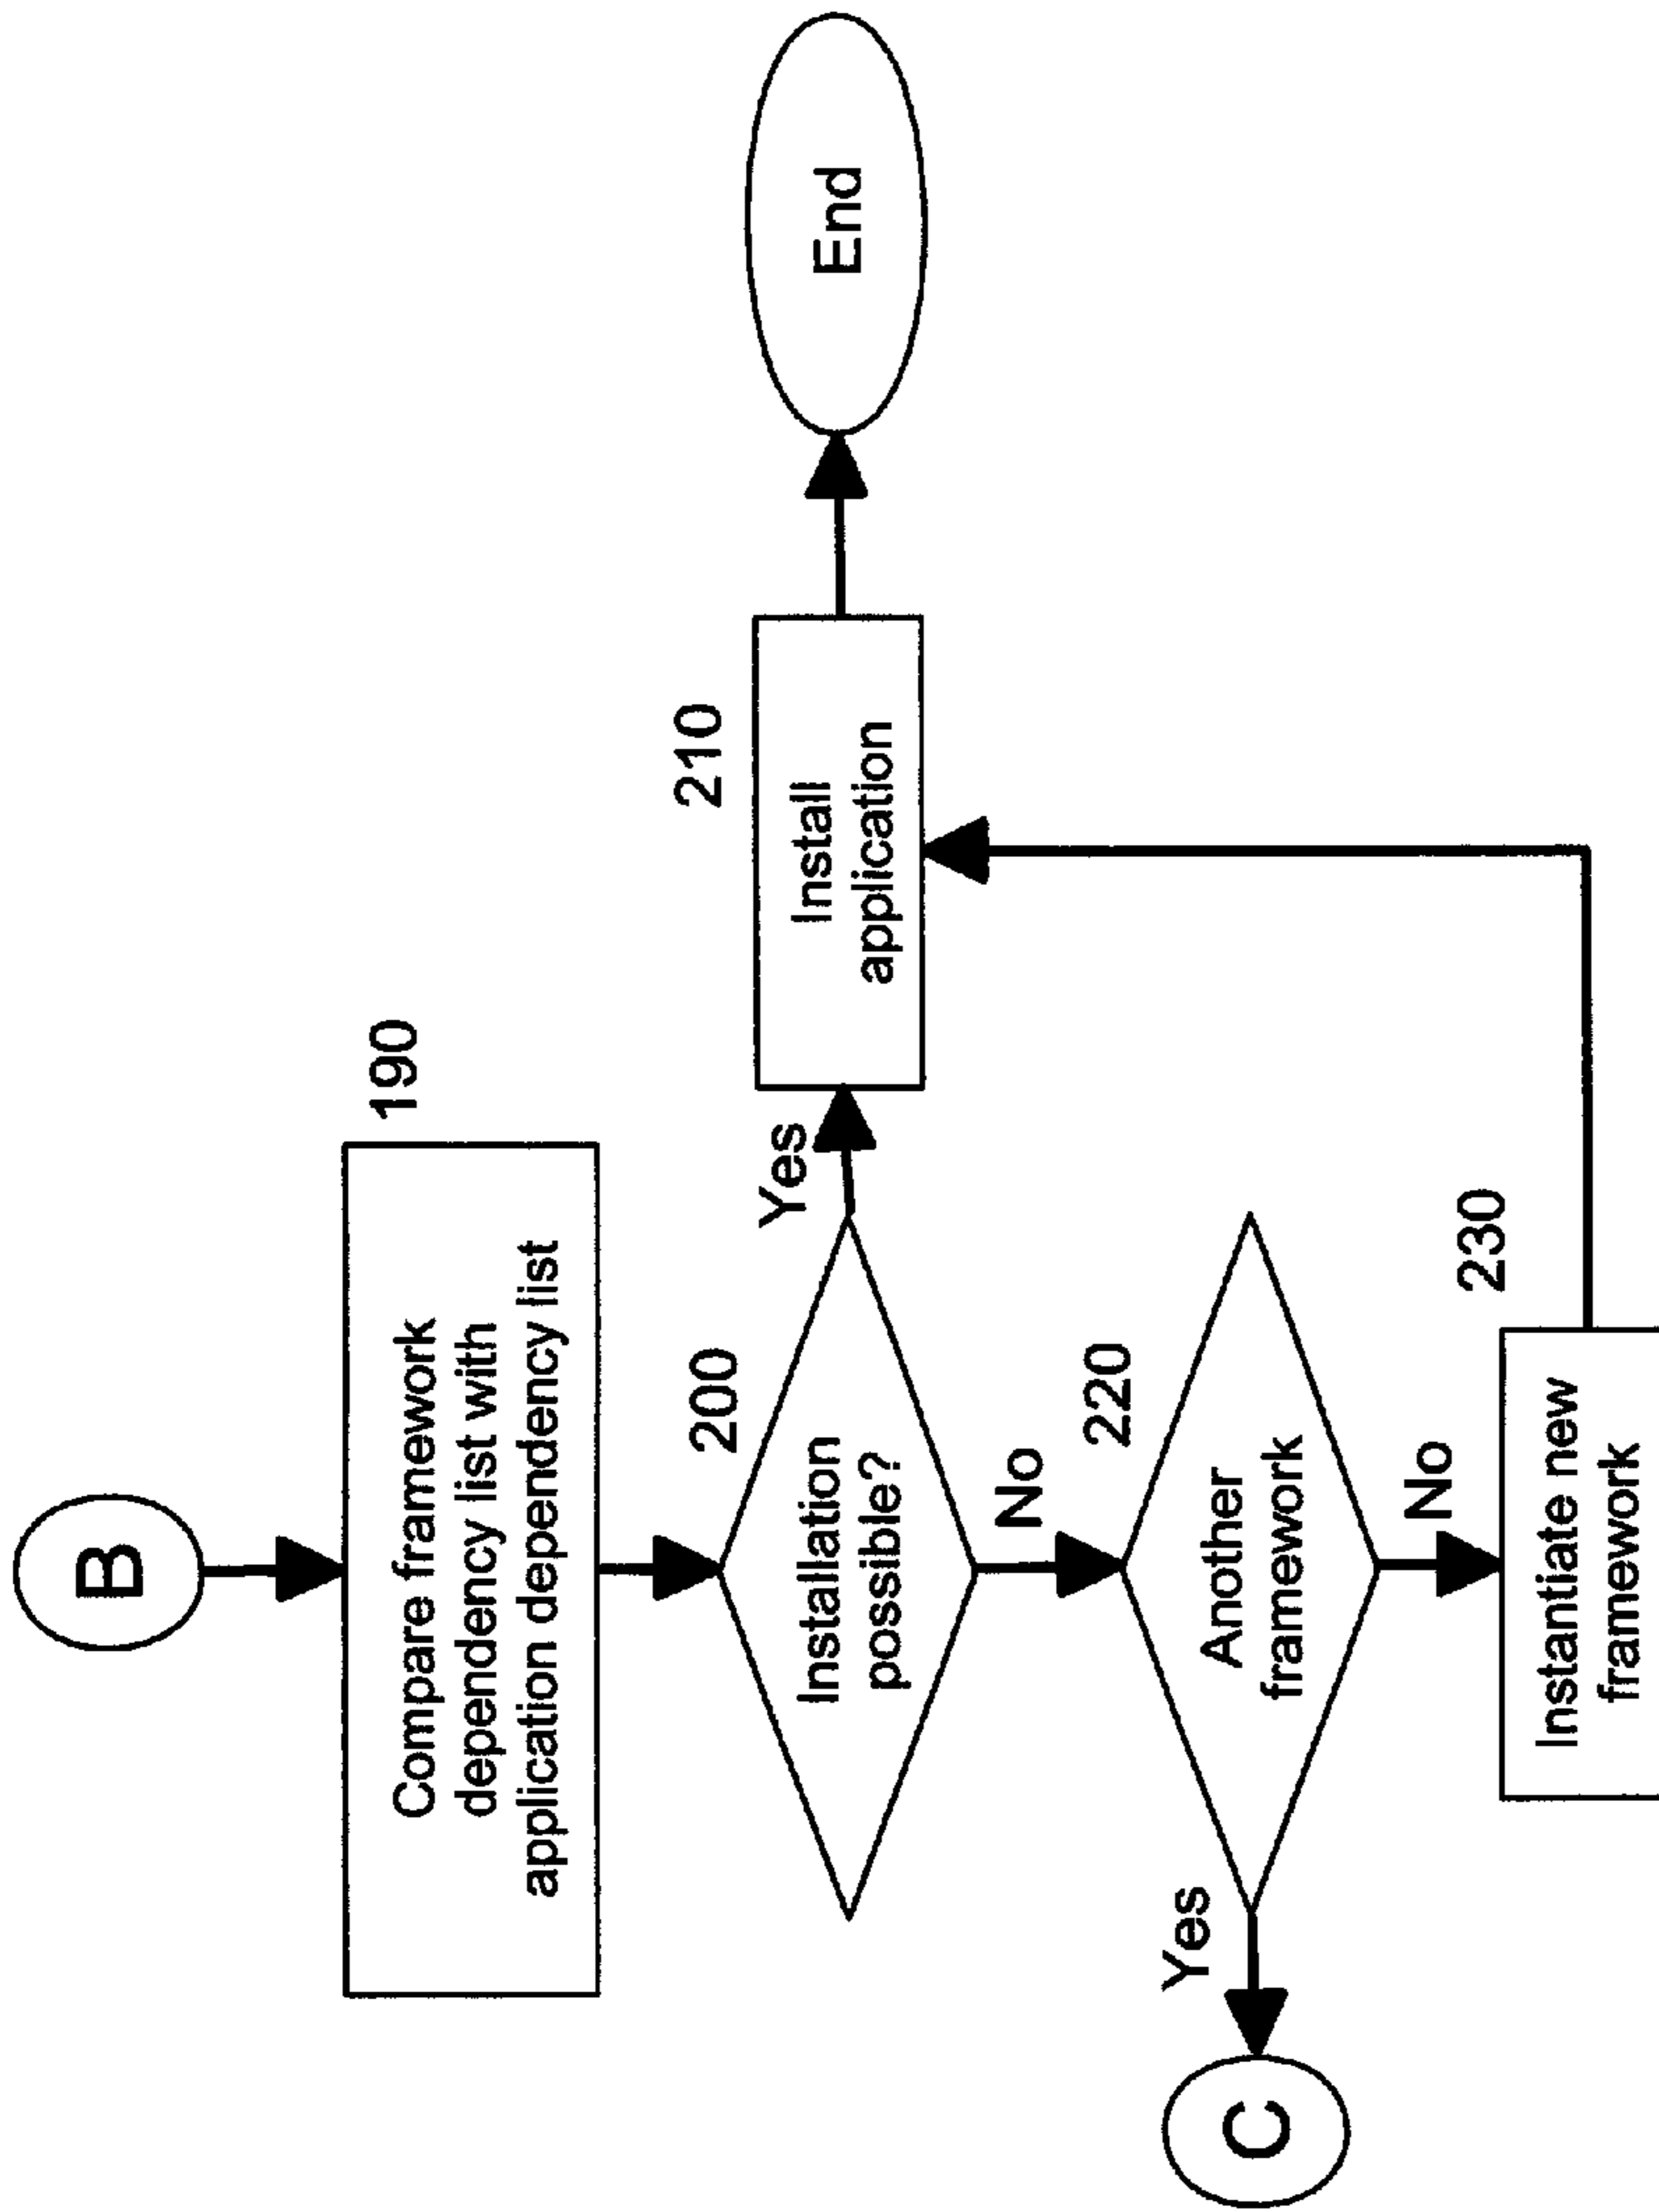 B
190
Compare framework
dependency list with
application dependency list
200
Installation
possible?
Yes
210
Install
application
End
No
220
Another
framework
Yes
C
No
230
Instantiate new
framework